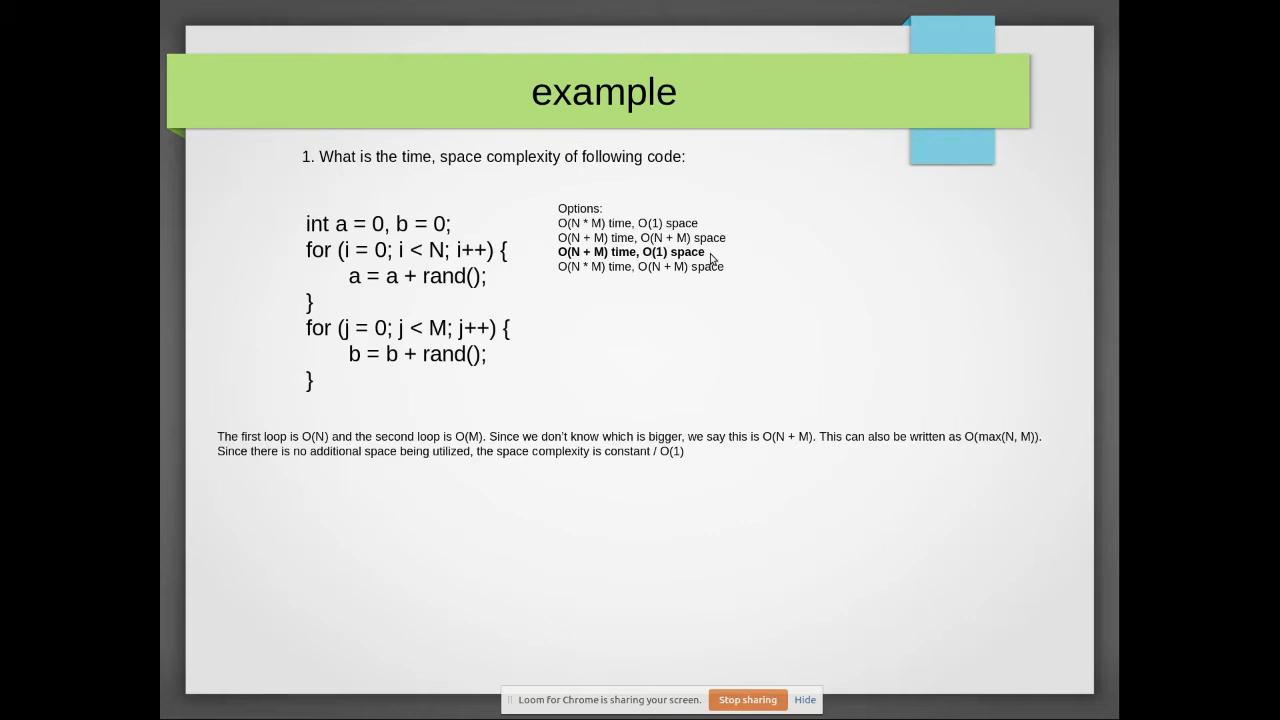 example
1. What is the time, space complexity of following code:
int a = 0, b = 0;
for (i = 0; i < N; i++) {
a = a + rand();
}
for (j = 0; j < M; j++) {
b = b + rand();
}
Options:
O(N * M) time, O(1) space
O(N + M) time, O(N + M) space
O(N + M) time, O(1) space
O(N * M) time, O(N + M) space
The first loop is O(N) and the second loop is O(M). Since we don’t know which is bigger, we say this is O(N + M). This can also be written as O(max(N, M)).
Since there is no additional space being utilized, the space complexity is constant / O(1)
Loom for Chrome is sharing your screen. Stop sharing Hide